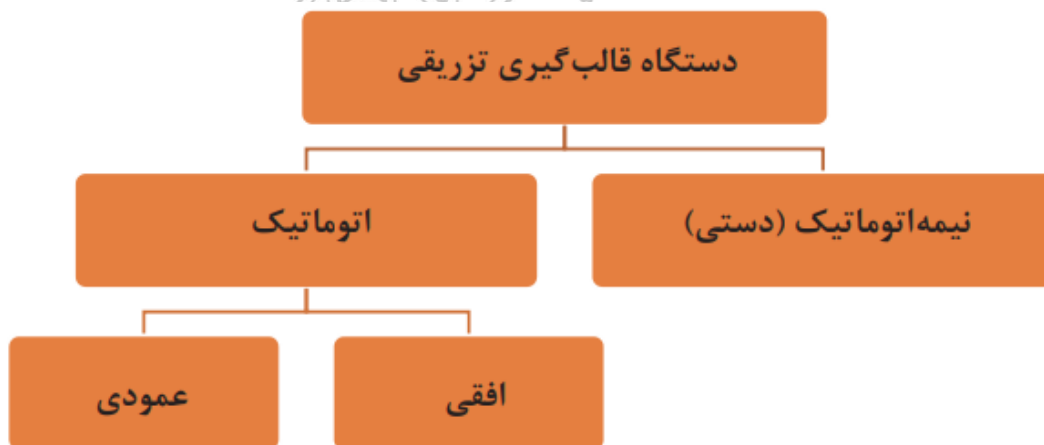 دستگاه قالب‌گیری تزریقی
نیمه‌اتوماتیک (دستی)
اتوماتیک
افقی
عمودی